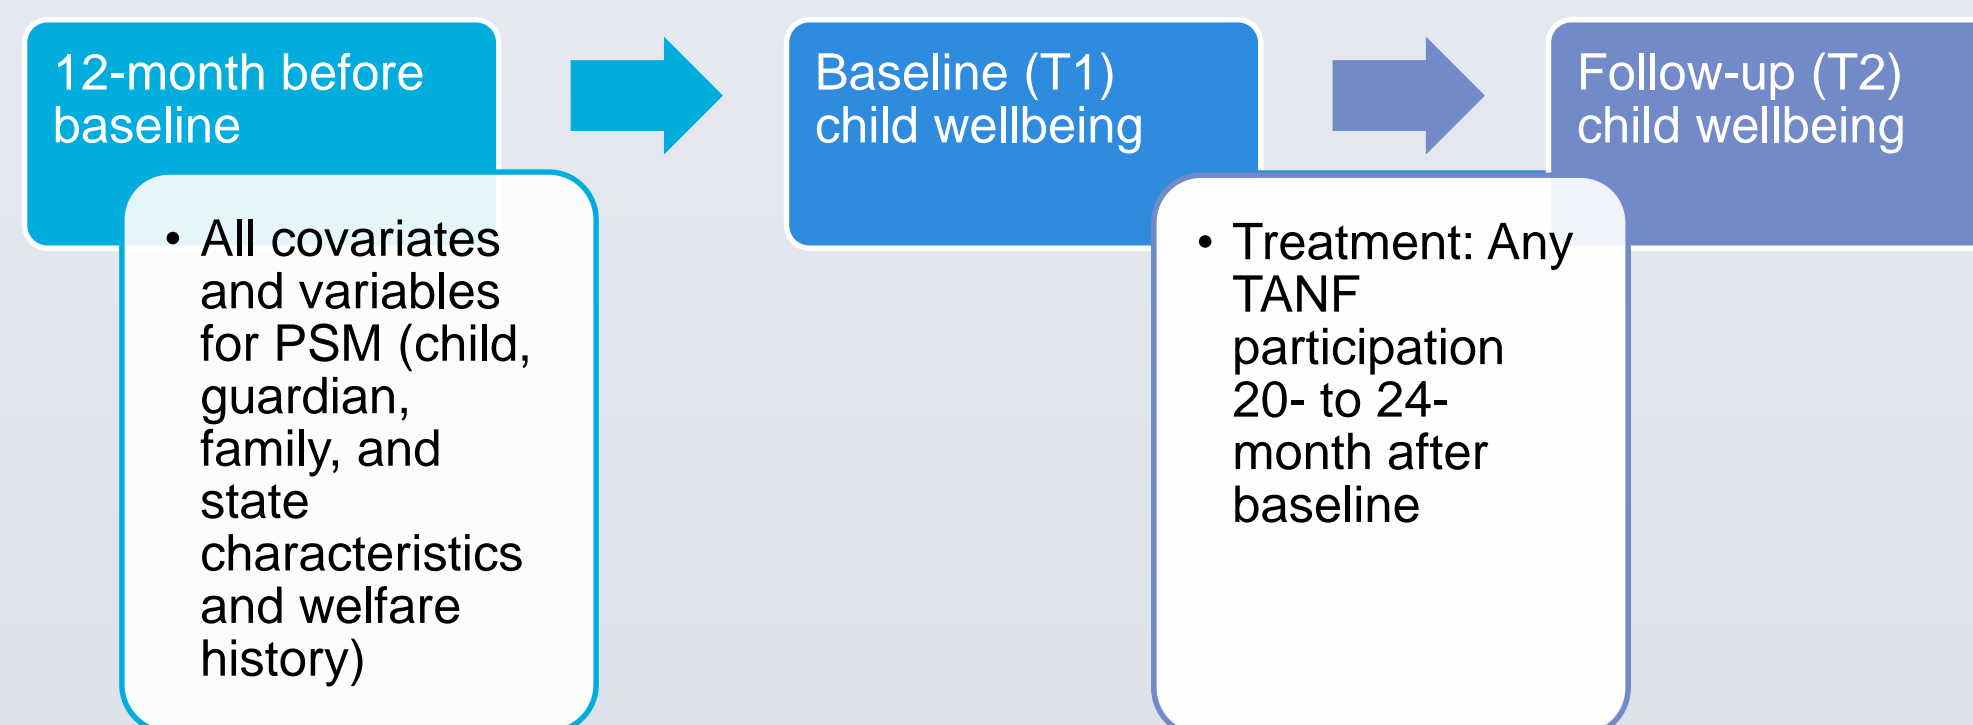 12-month before
baseline
• All covariates
and variables
for PSM (child,
guardian,
family, and
state
characteristics
and welfare
history)
Baseline (T1)
child wellbeing
• Treatment: Any
TANF
participation
20- to 24-
month after
baseline
Follow-up (T2)
child wellbeing